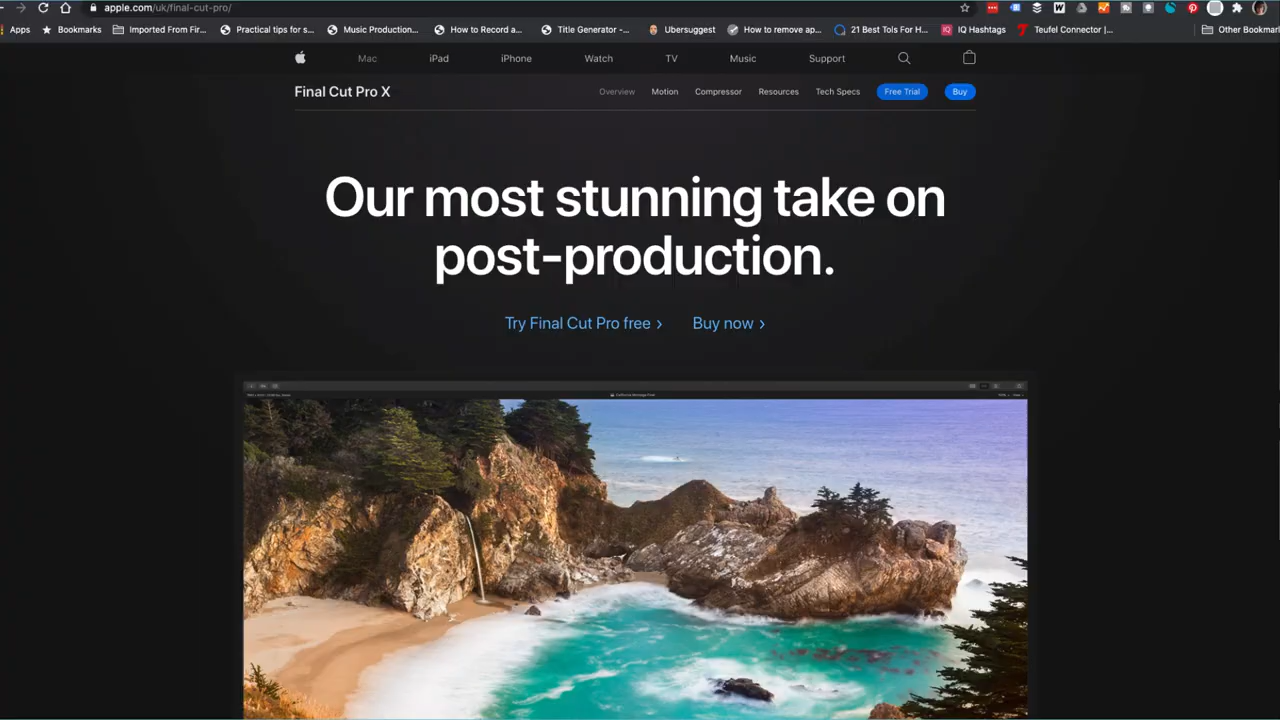 apple.com/uk/final-cut-pro/
Apps Bookmarks Imported From Fir... Practical tips for s... Music Production... How to Record a... Title Generator -... Ubersuggest How to remove ap... 21 Best Tols For H... IQ Hashtags Teufel Connector |... Other Bookmar
Mac iPad iPhone Watch TV Music Support
Final Cut Pro X Overview Motion Compressor Resources Tech Specs Free Trial Buy
Our most stunning take on
post-production.
Try Final Cut Pro free › Buy now ›